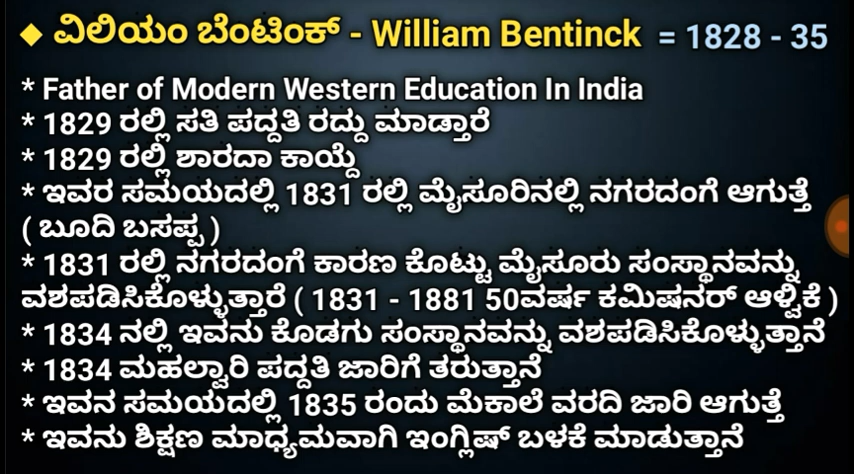 ◆ ವಿಲಿಯಂ ಬೆಂಟಿಂಕ್ - William Bentinck = 1828 - 35
* Father of Modern Western Education In India
* 1829 ರಲ್ಲಿ ಸತಿ ಪದ್ದತಿ ರದ್ದು ಮಾಡ್ತಾರೆ
* 1829 ರಲ್ಲಿ ಶಾರದಾ ಕಾಯ್ದೆ
* ಇವರ ಸಮಯದಲ್ಲಿ 1831 ರಲ್ಲಿ ಮೈಸೂರಿನಲ್ಲಿ ನಗರದಂಗೆ ಆಗುತ್ತೆ
( ಬೂದಿ ಬಸಪ್ಪ )
* 1831 ರಲ್ಲಿ ನಗರದಂಗೆ ಕಾರಣ ಕೊಟ್ಟು ಮೈಸೂರು ಸಂಸ್ಥಾನವನ್ನು
ವಶಪಡಿಸಿಕೊಳ್ಳುತ್ತಾರೆ ( 1831 - 1881 50ವರ್ಷ ಕಮಿಷನರ್ ಆಳ್ವಿಕೆ )
* 1834 ನಲ್ಲಿ ಇವನು ಕೊಡಗು ಸಂಸ್ಥಾನವನ್ನು ವಶಪಡಿಸಿಕೊಳ್ಳುತ್ತಾನೆ
* 1834 ಮಹಲ್ವಾರಿ ಪದ್ದತಿ ಜಾರಿಗೆ ತರುತ್ತಾನೆ
* ಇವನ ಸಮಯದಲ್ಲಿ 1835 ರಂದು ಮೆಕಾಲೆ ವರದಿ ಜಾರಿ ಆಗುತ್ತೆ
* ಇವನು ಶಿಕ್ಷಣ ಮಾಧ್ಯಮವಾಗಿ ಇಂಗ್ಲಿಷ್ ಬಳಕೆ ಮಾಡುತ್ತಾನೆ